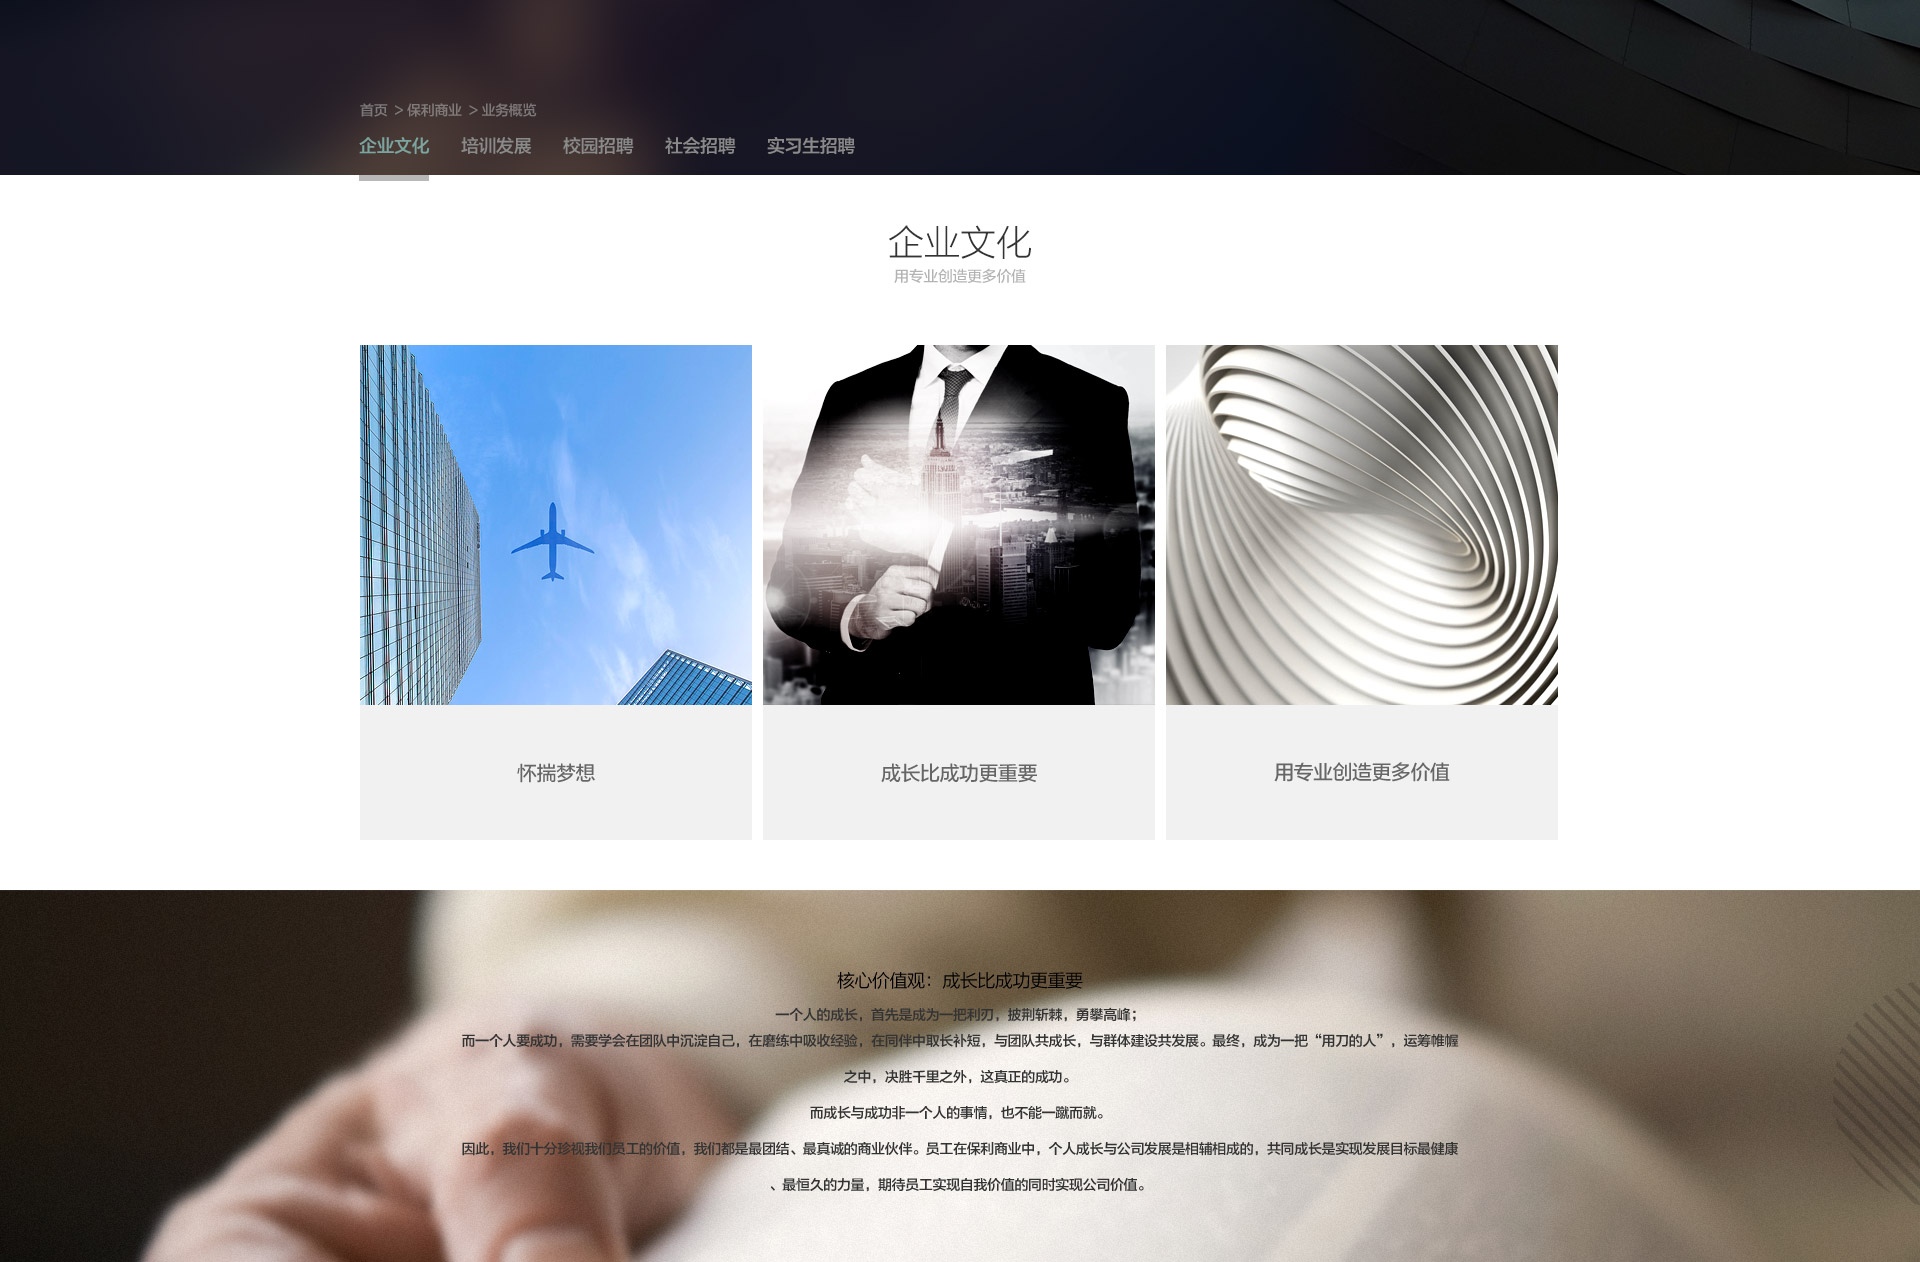 首页 > 保利商业 > 业务概览
企业文化 培训发展 校园招聘 社会招聘 实习生招聘
企业文化
用专业创造更多价值
怀揣梦想
成长比成功更重要
用专业创造更多价值
核心价值观：成长比成功更重要
一个人的成长，首先是成为一把利刃，披荆斩棘，勇攀高峰；
而一个人要成功，需要学会在团队中沉淀自己，在磨练中吸收经验，在同伴中取长补短，与团队共成长，与群体建设共发展。最终，成为一把“用刀的人”，运筹帷幄
之中，决胜千里之外，这真正的成功。
而成长与成功非一个人的事情，也不能一蹴而就。
因此，我们十分珍视我们员工的价值，我们都是最团结、最真诚的商业伙伴。员工在保利商业中，个人成长与公司发展是相辅相成的，共同成长是实现发展目标最健康
、最恒久的力量，期待员工实现自我价值的同时实现公司价值。